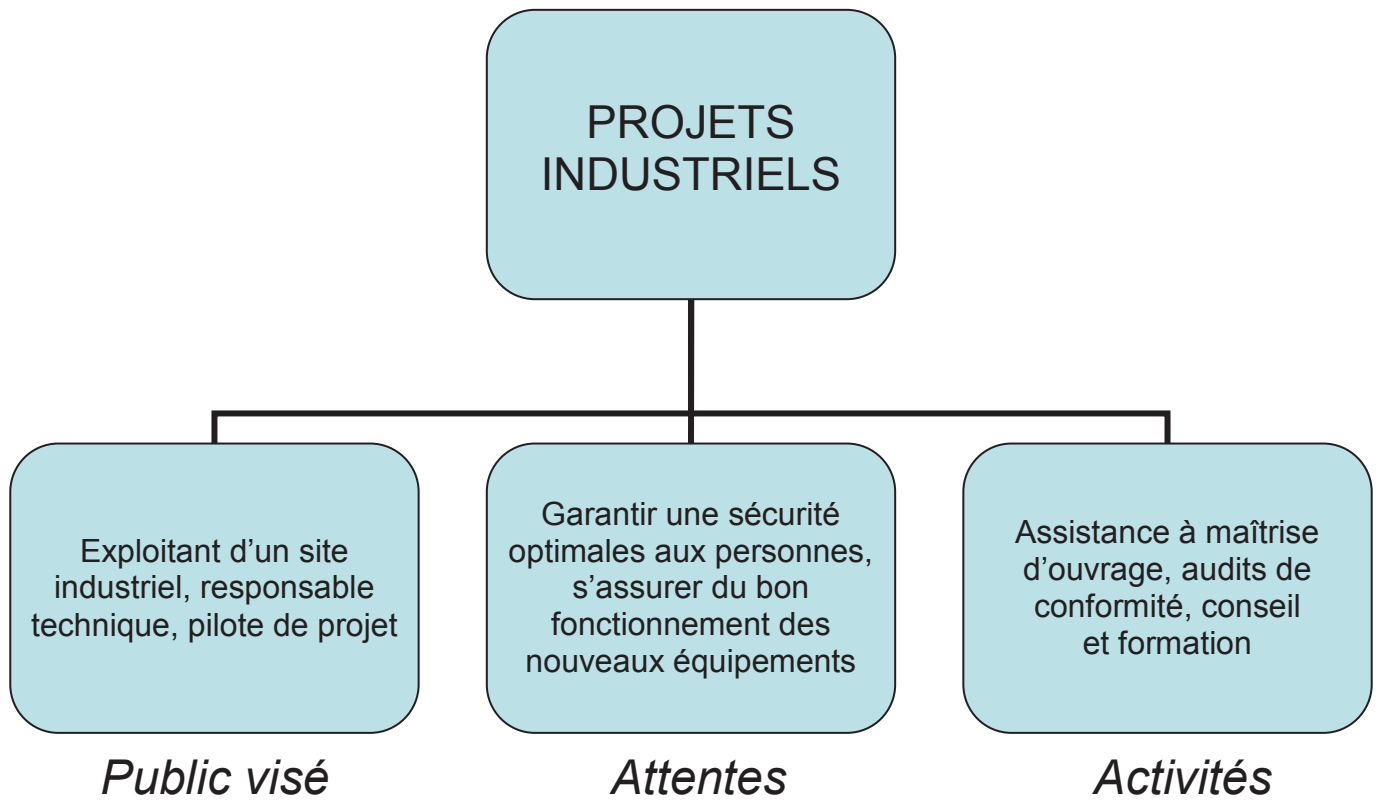 PROJETS
INDUSTRIELS
Exploitant d’un site
industriel, responsable
technique, pilote de projet
Garantir une sécurité
optimales aux personnes,
s’assurer du bon
fonctionnement des
nouveaux équipements
Assistance à maîtrise
d’ouvrage, audits de
conformité, conseil
et formation
Public visé
Attentes
Activités